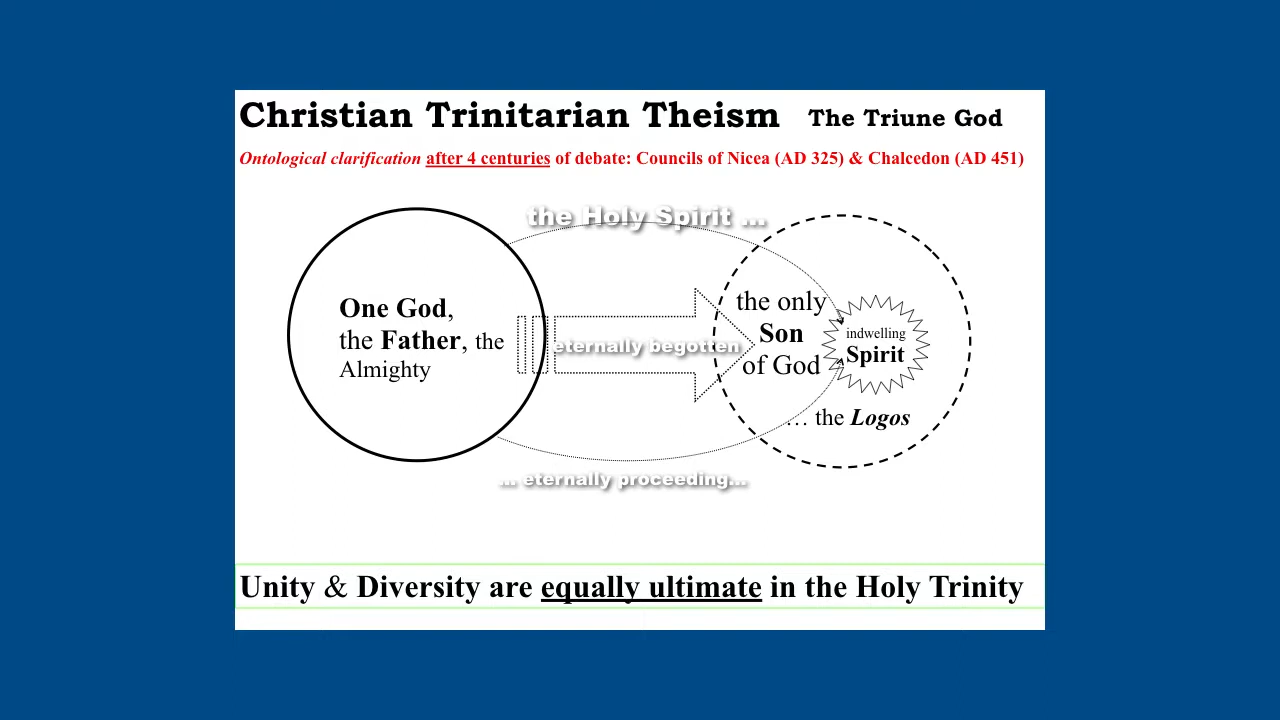 Christian Trinitarian Theism The Triune God
Ontological clarification after 4 centuries of debate: Councils of Nicea (AD 325) & Chalcedon (AD 451)
the Holy Spirit ...
One God,
the Father, the
Almighty
eternally begotten
the only
Son
of God
indwelling
Spirit
… the Logos
... eternally proceeding...
Unity & Diversity are equally ultimate in the Holy Trinity